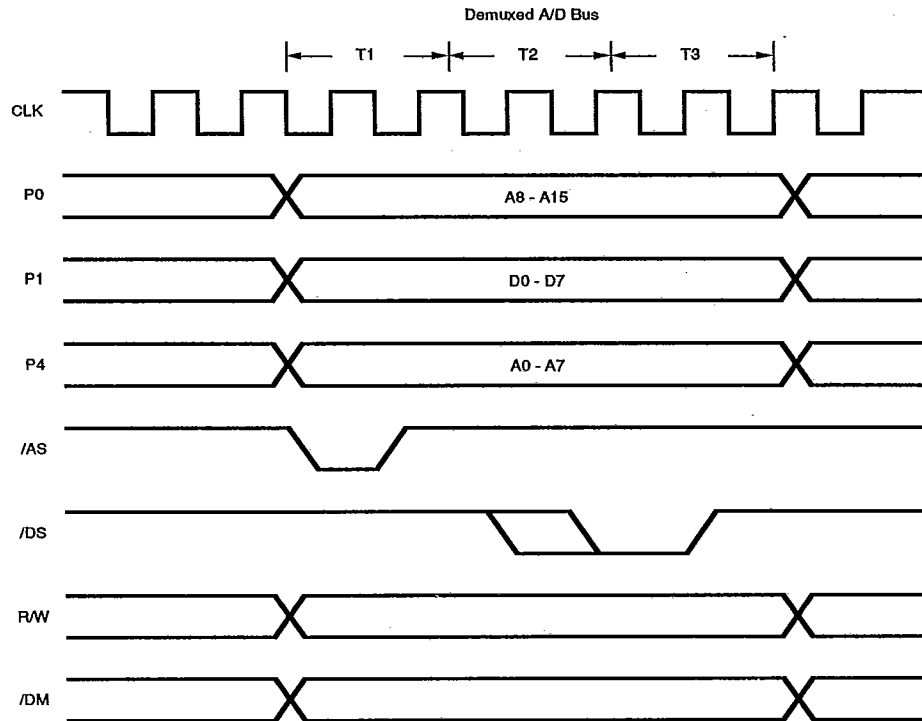 Demuxed A/D Bus
T1 T2 T3
CLK
P0 A8 - A15
P1 D0 - D7
P4 A0 - A7
/AS
/DS
R/W
/DM